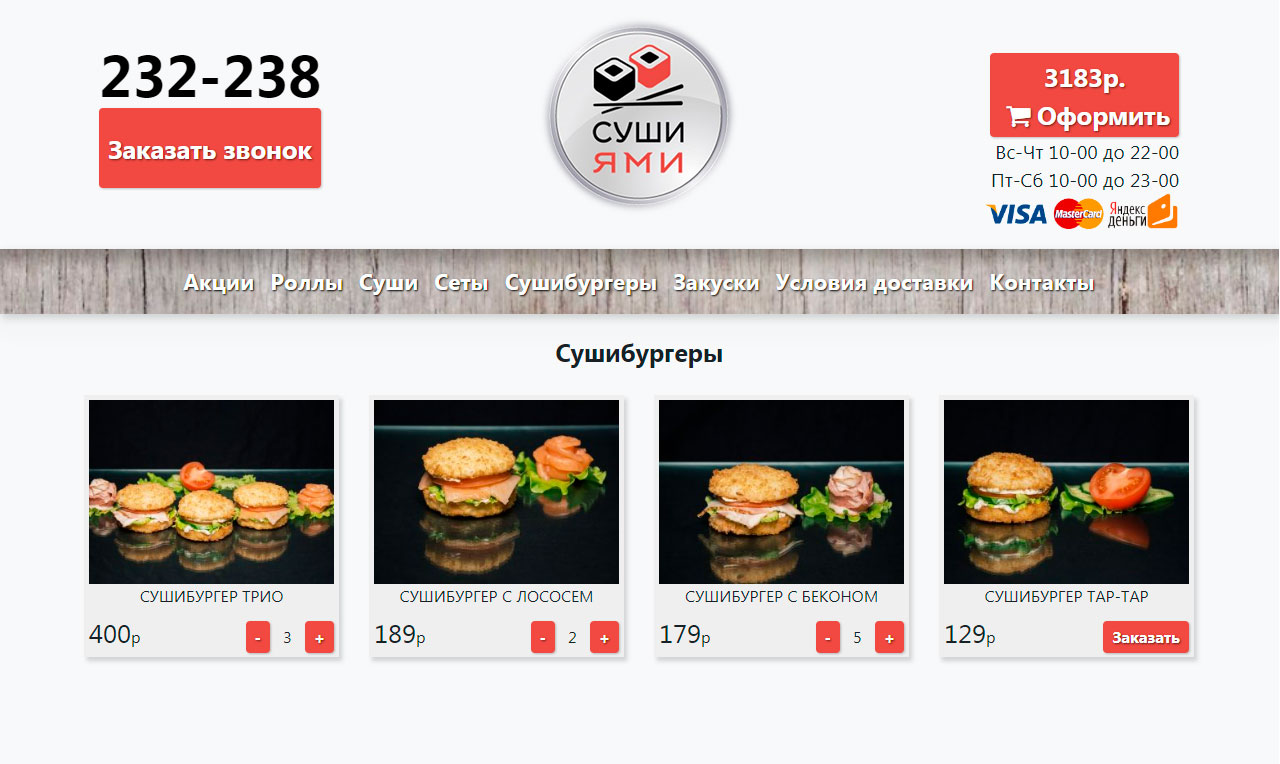 232-238
Заказать звонок
СУШИ
ЯМИ
3183р.
Оформить
Вс-Чт 10-00 до 22-00
Пт-Сб 10-00 до 23-00
VISA MasterCard Яндекс деньги
Акции Роллы Суши Сеты Сушибургеры Закуски Условия доставки Контакты
Сушибургеры
СУШИБУРГЕР ТРИО
400р - 3 +
СУШИБУРГЕР С ЛОСОСЕМ
189р - 2 +
СУШИБУРГЕР С БЕКОНОМ
179р - 5 +
СУШИБУРГЕР ТАР-ТАР
129р Заказать